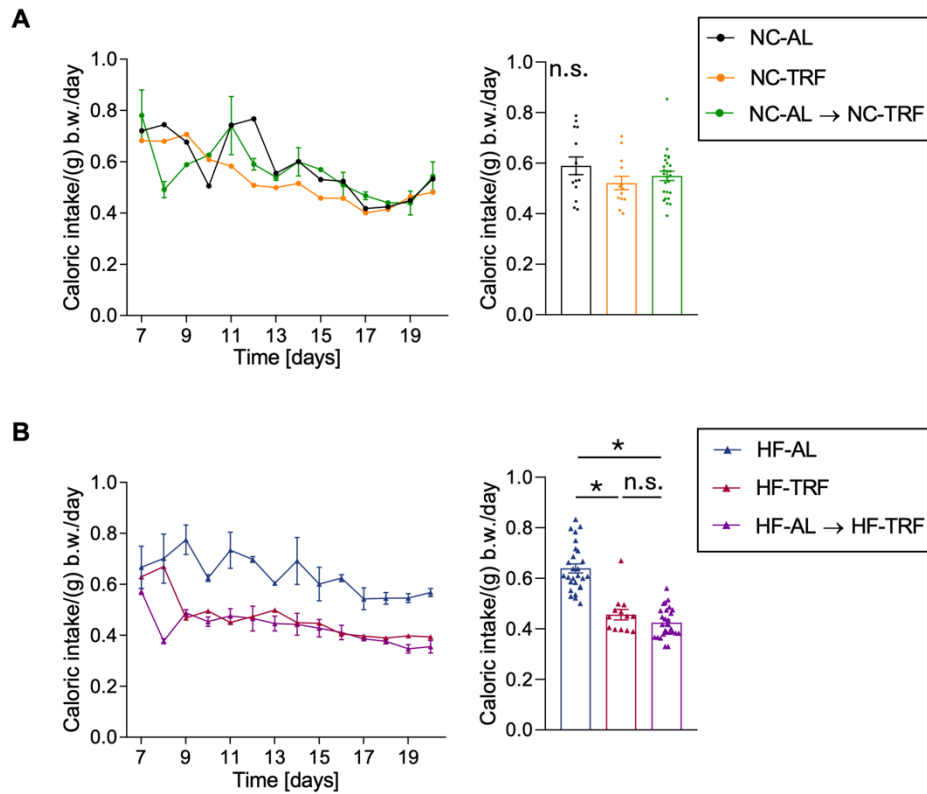 A
Caloric intake/(g) b.w./day
1.0
0.8
0.6
0.4
0.2
0.0
7 9 11 13 15 17 19
Time [days]
Caloric intake/(g) b.w./day
1.0
0.8
0.6
0.4
0.2
0.0
n.s.
NC-AL
NC-TRF
NC-AL → NC-TRF
B
Caloric intake/(g) b.w./day
1.0
0.8
0.6
0.4
0.2
0.0
7 9 11 13 15 17 19
Time [days]
Caloric intake/(g) b.w./day
1.0
0.8
0.6
0.4
0.2
0.0
*
* n.s.
HF-AL
HF-TRF
HF-AL → HF-TRF